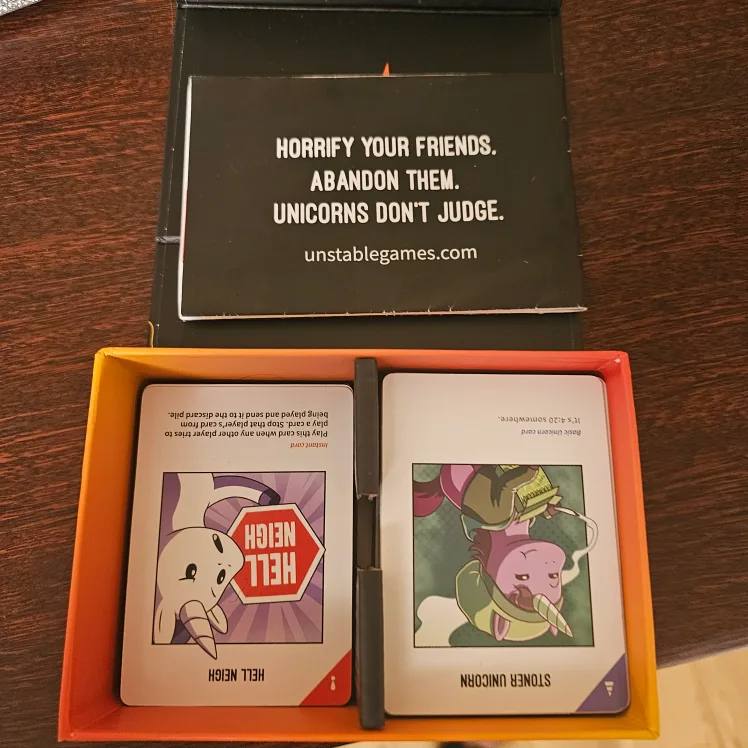 HORRIFY YOUR FRIENDS.
ABANDON THEM.
UNICORNS DON'T JUDGE.
unstablegames.com
HELL NEIGH
HELL
NEIGH
Instant card
Play this card when any other player tries to
play a card. Stop that player's card from
being played and send it to the discard pile.
STONER UNICORN
Basic Unicorn card
It's 4:20 somewhere.